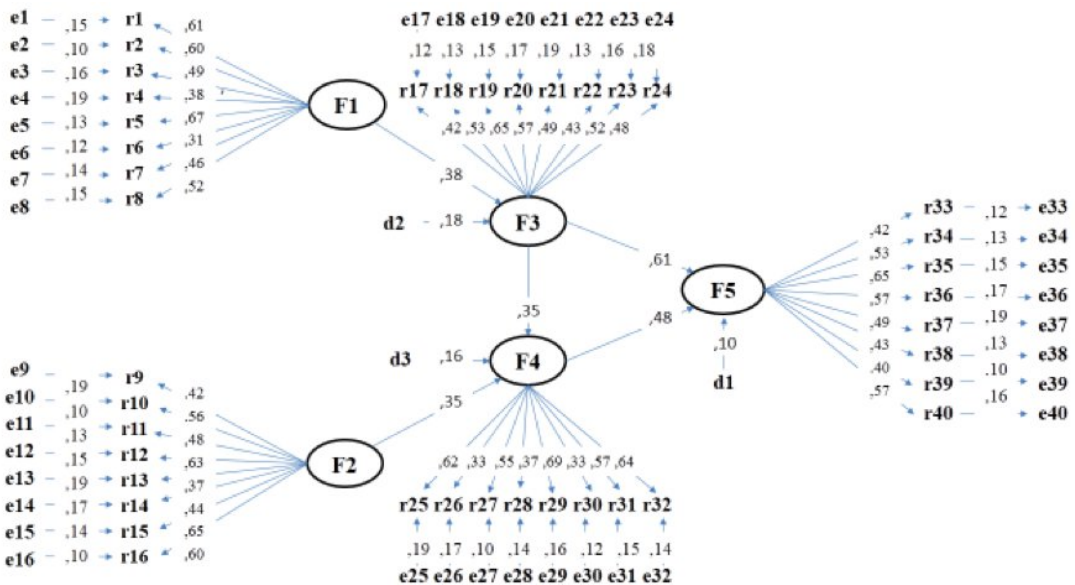 e1 ,15 r1 ,61
e2 ,10 r2 ,60
e3 ,16 r3 ,49
e4 ,19 r4 ,38
e5 ,13 r5 ,67
e6 ,12 r6 ,31
e7 ,14 r7 ,46
e8 ,15 r8 ,52
F1
e17 e18 e19 e20 e21 e22 e23 e24
,12 ,13 ,15 ,17 ,19 ,13 ,16 ,18
r17 r18 r19 r20 r21 r22 r23 r24
,42 ,53 ,65 ,57 ,49 ,43 ,52 ,48
,38
d2 ,18 F3
,61
,35
,48
F5
,10
d1
r33 ,12 e33
r34 ,13 e34
r35 ,15 e35
r36 ,17 e36
r37 ,19 e37
r38 ,13 e38
r39 ,10 e39
r40 ,16 e40
,42
,53
,65
,57
,49
,43
,40
,57
d3 ,16 F4
,35
e9 ,19 r9 ,42
e10 ,10 r10 ,56
e11 ,13 r11 ,48
e12 ,15 r12 ,63
e13 ,19 r13 ,37
e14 ,17 r14 ,44
e15 ,14 r15 ,65
e16 ,10 r16 ,60
F2
,62 ,33 ,55 ,37 ,69 ,33 ,57 ,64
r25 r26 r27 r28 r29 r30 r31 r32
,19 ,17 ,10 ,14 ,16 ,12 ,15 ,14
e25 e26 e27 e28 e29 e30 e31 e32